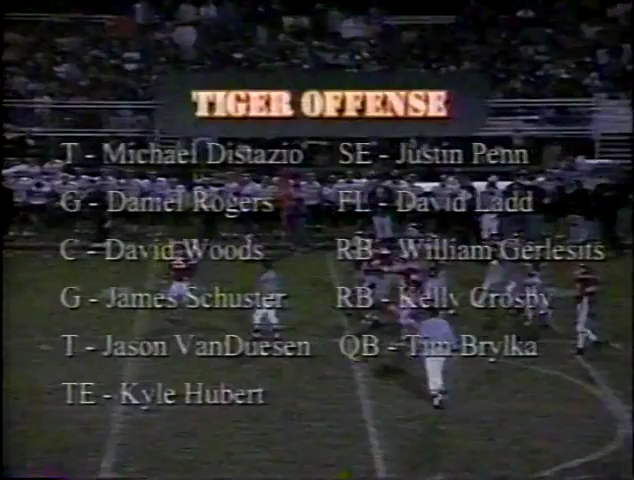 TIGER OFFENSE
T - Michael Distazio
G - Daniel Rogers
C - David Woods
G - James Schuster
T - Jason VanDuesen
TE - Kyle Hubert
SE - Justin Penn
FL - David Ladd
RB - William Gerlesits
RB - Kelly Crosby
QB - Tim Brylka